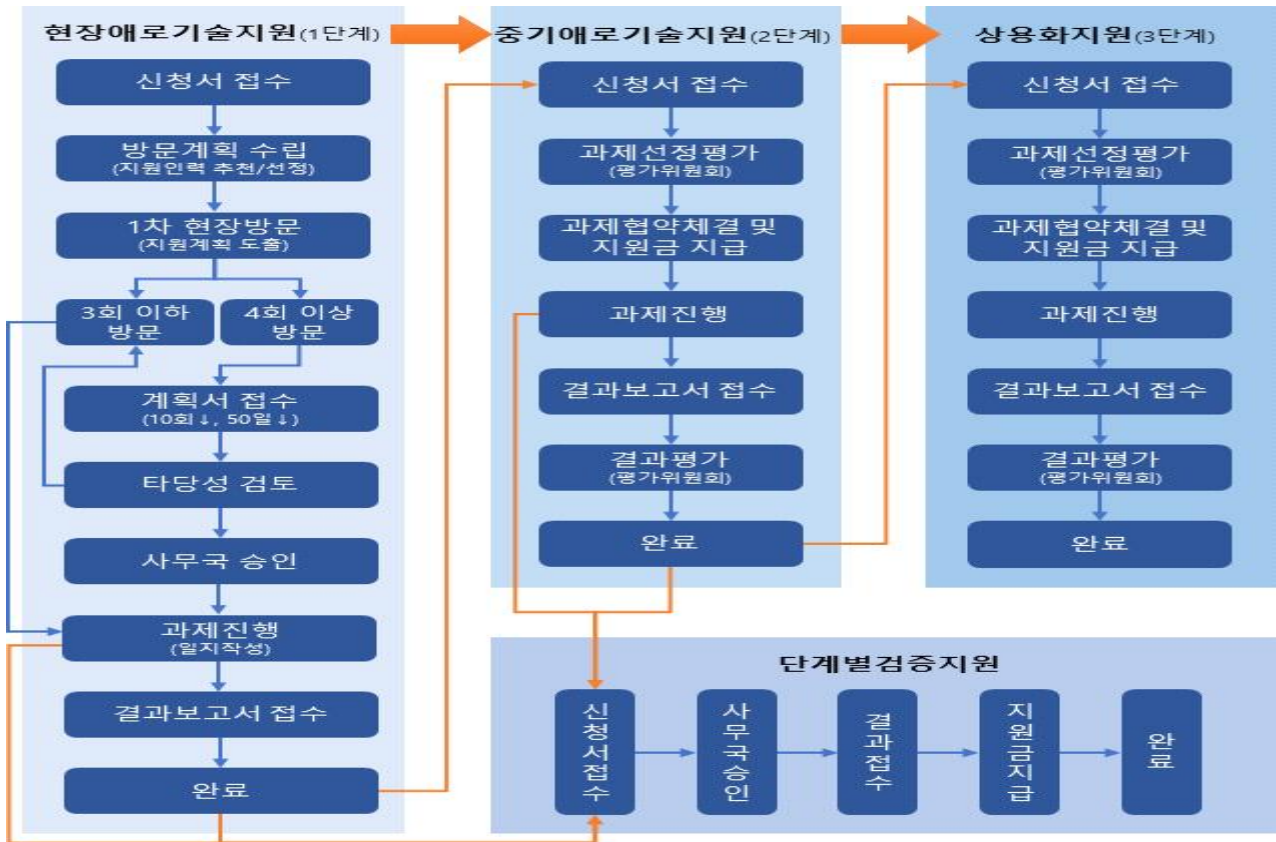 현장애로기술지원(1단계)
신청서 접수
방문계획 수립
(지원인력 추천/선정)
1차 현장방문
(지원계획 도출)
3회 이하
방문
4회 이상
방문
계획서 접수
(10회↓, 50일↓)
타당성 검토
사무국 승인
과제진행
(일지작성)
결과보고서 접수
완료
중기애로기술지원(2단계)
신청서 접수
과제선정평가
(평가위원회)
과제협약체결 및
지원금 지급
과제진행
결과보고서 접수
결과평가
(평가위원회)
완료
상용화지원(3단계)
신청서 접수
과제선정평가
(평가위원회)
과제협약체결 및
지원금 지급
과제진행
결과보고서 접수
결과평가
(평가위원회)
완료
단계별검증지원
신청서접수
사무국승인
결과접수
지원금지급
완료